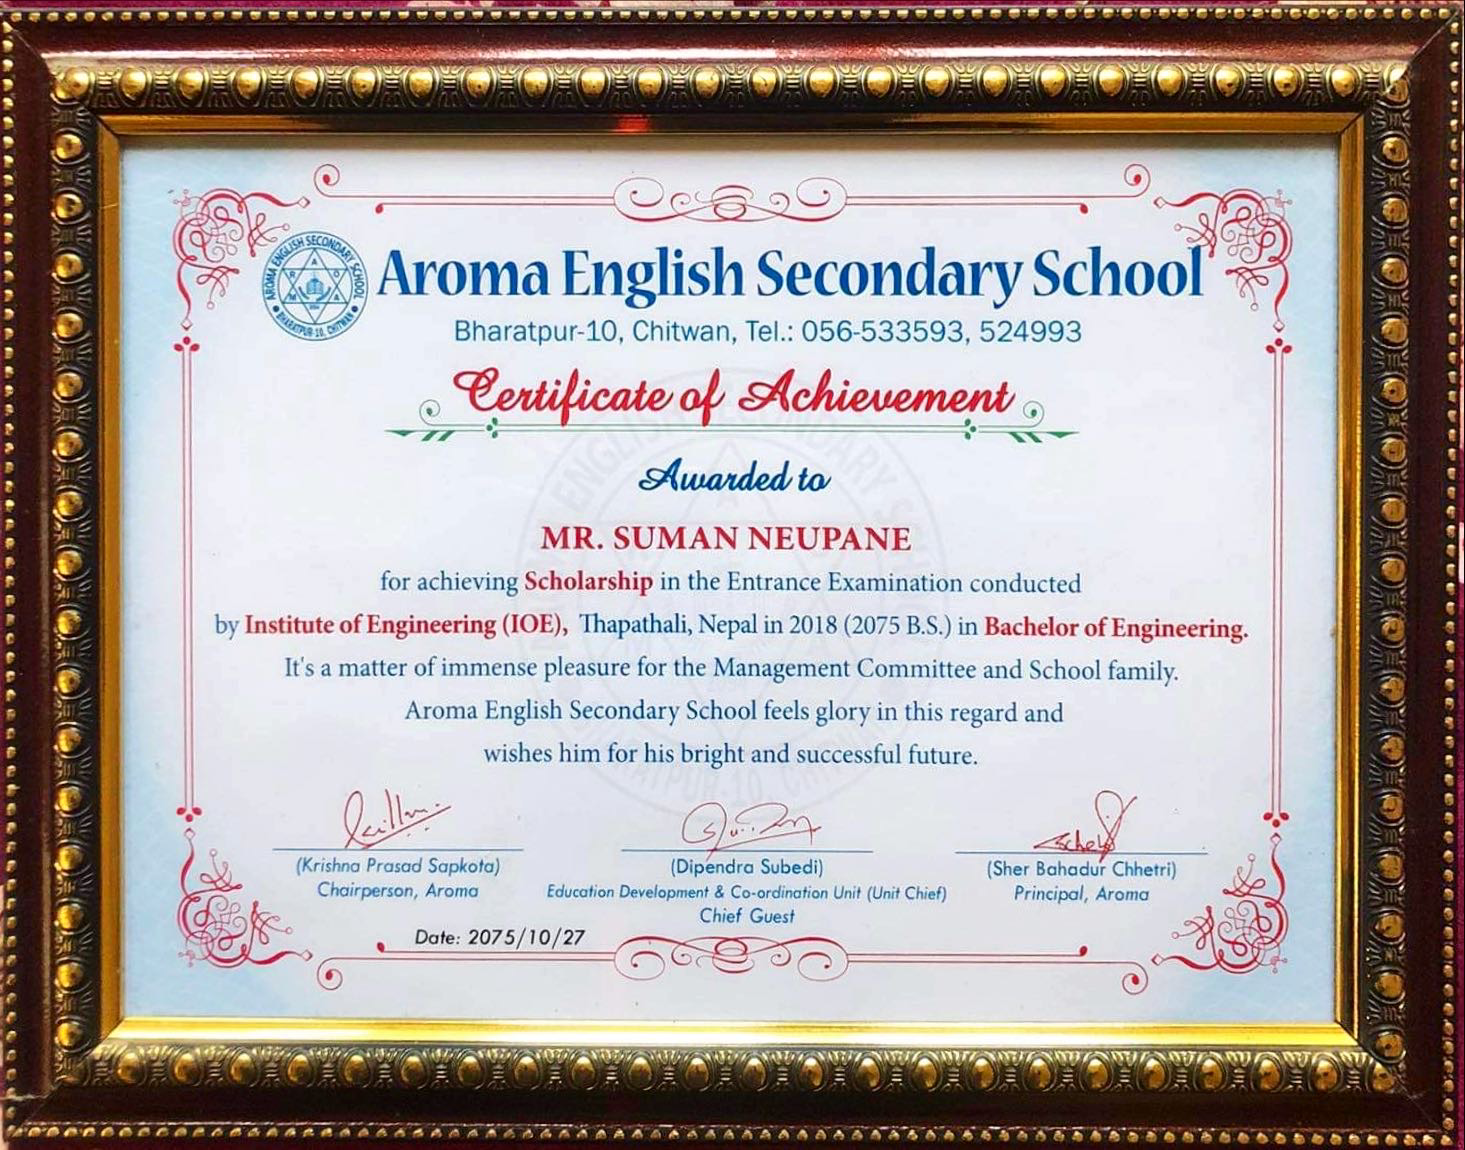 AROMA ENGLISH SECONDARY SCHOOL
BHARATPUR-10, CHITWAN
Aroma English Secondary School
Bharatpur-10, Chitwan, Tel.: 056-533593, 524993
Certificate of Achievement
Awarded to
MR. SUMAN NEUPANE
for achieving Scholarship in the Entrance Examination conducted
by Institute of Engineering (IOE), Thapathali, Nepal in 2018 (2075 B.S.) in Bachelor of Engineering.
It's a matter of immense pleasure for the Management Committee and School family.
Aroma English Secondary School feels glory in this regard and
wishes him for his bright and successful future.
(Krishna Prasad Sapkota)
Chairperson, Aroma
(Dipendra Subedi)
Education Development & Co-ordination Unit (Unit Chief)
Chief Guest
(Sher Bahadur Chhetri)
Principal, Aroma
Date: 2075/10/27